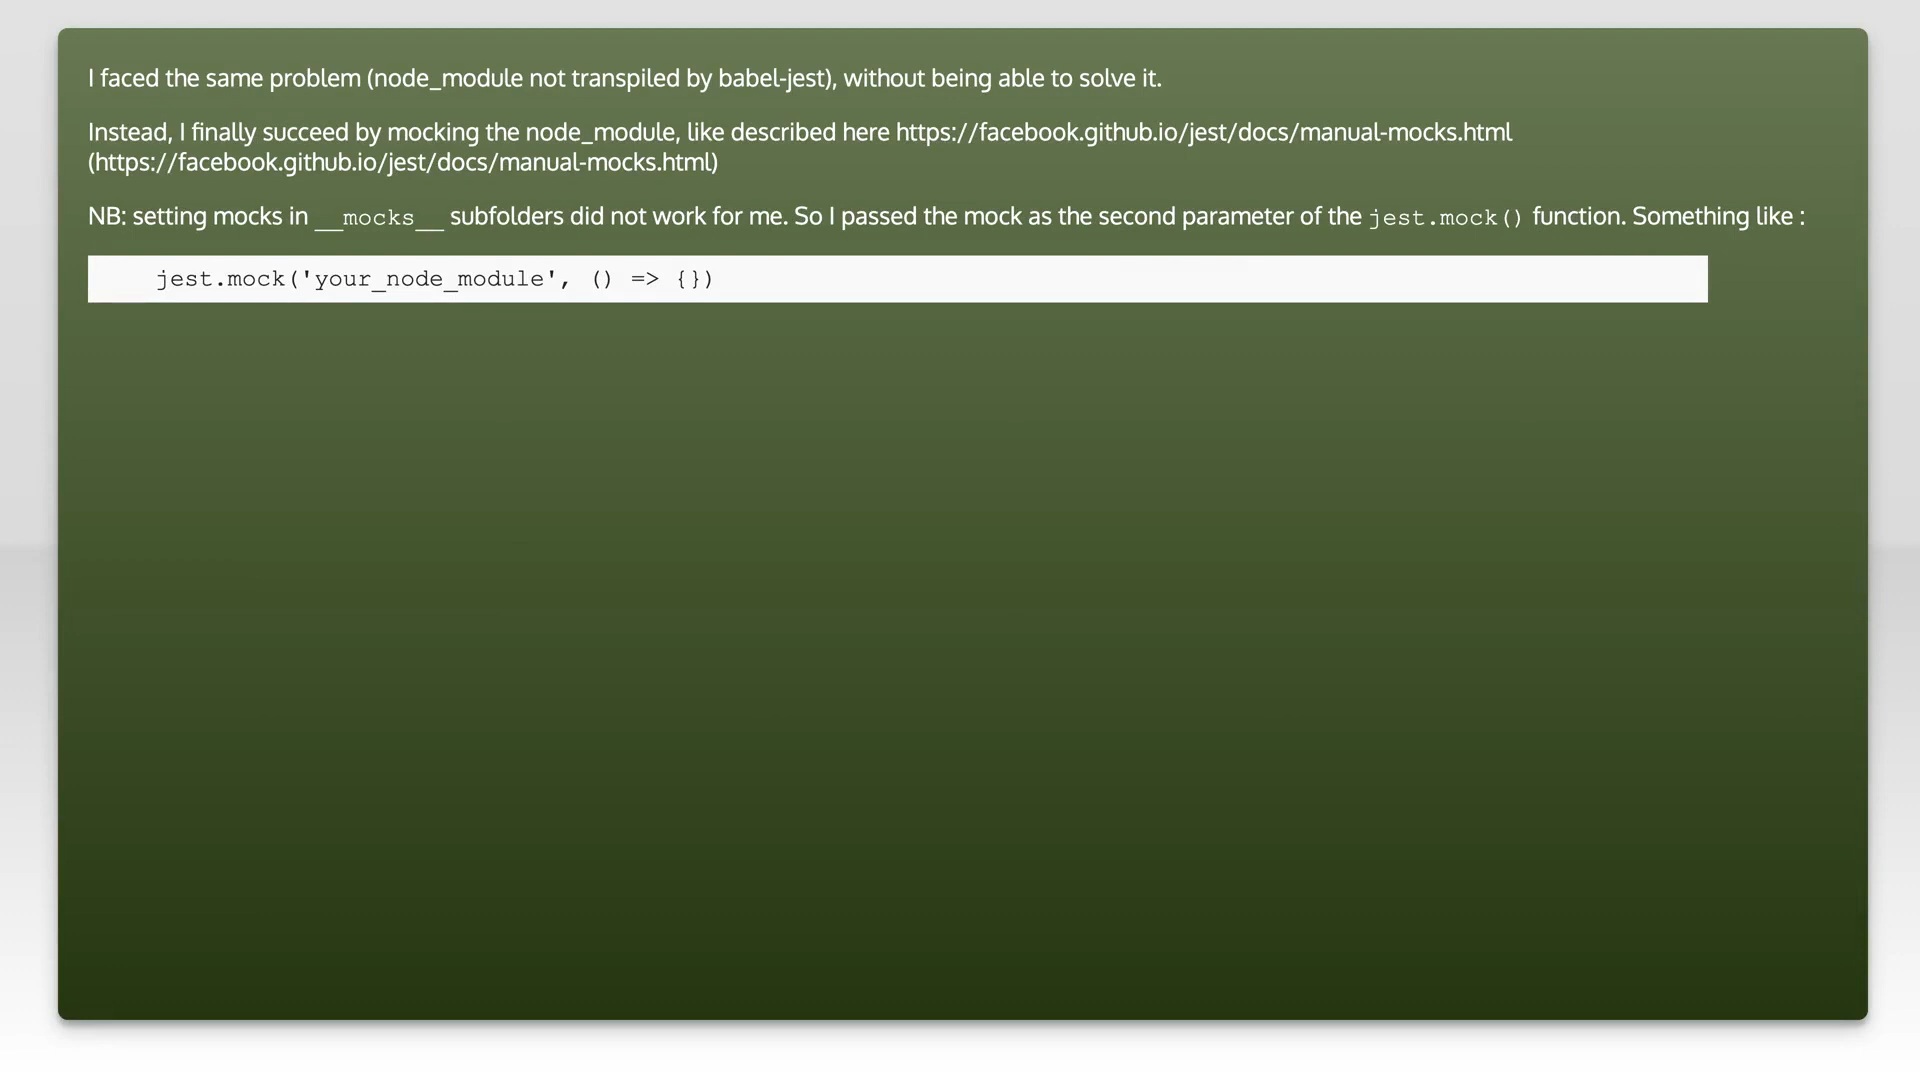 I faced the same problem (node_module not transpiled by babel-jest), without being able to solve it.
Instead, I finally succeed by mocking the node_module, like described here https://facebook.github.io/jest/docs/manual-mocks.html
(https://facebook.github.io/jest/docs/manual-mocks.html)
NB: setting mocks in __mocks__ subfolders did not work for me. So I passed the mock as the second parameter of the jest.mock() function. Something like :
jest.mock('your_node_module', () => {})